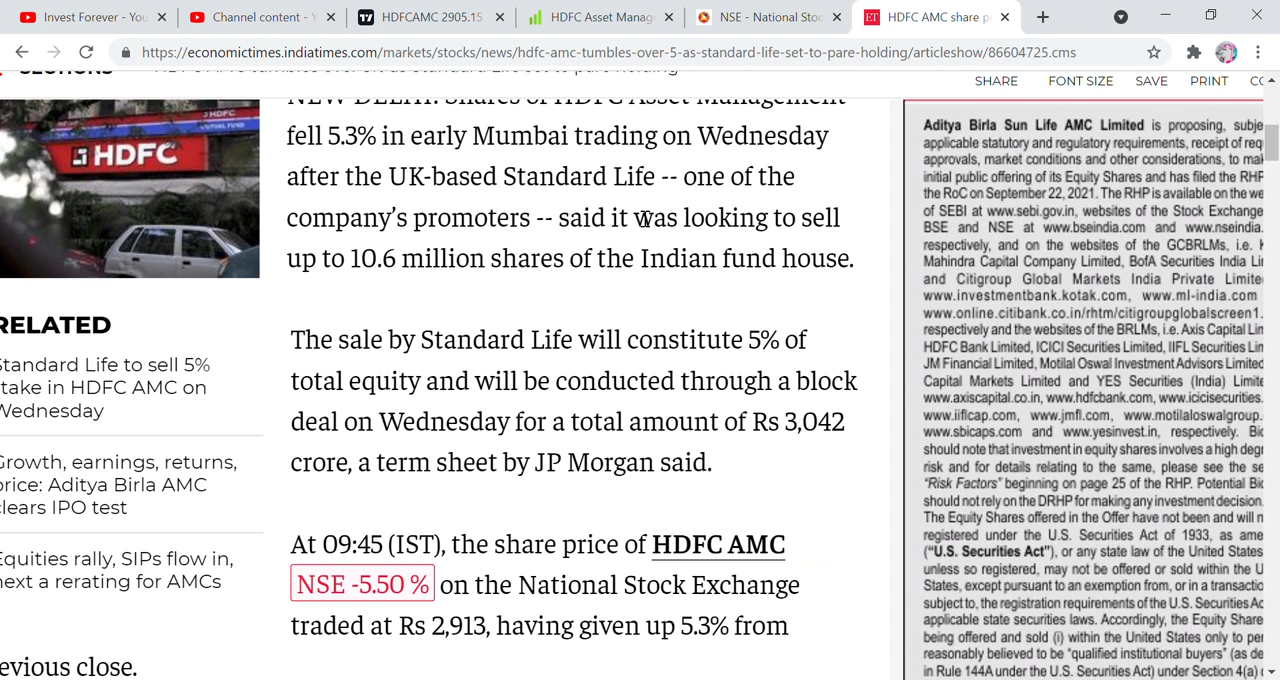 Invest Forever - You
Channel content - Y
HDFCAMC 2905.15
HDFC Asset Manag
NSE - National Sto
ET
HDFC AMC share p
https://economictimes.indiatimes.com/markets/stocks/news/hdfc-amc-tumbles-over-5-as-standard-life-set-to-pare-holding/articleshow/86604725.cms
SHARE FONT SIZE SAVE PRINT
HDFC
MUTUAL FUND
HDFC
NEW DELHI: Shares of HDFC Asset Management
fell 5.3% in early Mumbai trading on Wednesday
after the UK-based Standard Life -- one of the
company’s promoters -- said it was looking to sell
up to 10.6 million shares of the Indian fund house.
The sale by Standard Life will constitute 5% of
total equity and will be conducted through a block
deal on Wednesday for a total amount of Rs 3,042
crore, a term sheet by JP Morgan said.
At 09:45 (IST), the share price of HDFC AMC
NSE -5.50 % on the National Stock Exchange
traded at Rs 2,913, having given up 5.3% from
evious close.
RELATED
Standard Life to sell 5%
take in HDFC AMC on
Wednesday
Growth, earnings, returns,
price: Aditya Birla AMC
clears IPO test
Equities rally, SIPs flow in,
next a rerating for AMCs
Aditya Birla Sun Life AMC Limited is proposing, subje
applicable statutory and regulatory requirements, receipt of req
approvals, market conditions and other considerations, to mak
initial public offering of its Equity Shares and has filed the RHP
the RoC on September 22, 2021. The RHP is available on the we
of SEBI at www.sebi.gov.in, websites of the Stock Exchange
BSE and NSE at www.bseindia.com and www.nseindia.
respectively, and on the websites of the GCBRLMs, i.e. K
Mahindra Capital Company Limited, BofA Securities India Li
and Citigroup Global Markets India Private Limite
www.investmentbank.kotak.com, www.ml-india.com
www.online.citibank.co.in/rhtm/citigroupglobalscreen1.
respectively and the websites of the BRLMs, i.e. Axis Capital Lin
HDFC Bank Limited, ICICI Securities Limited, IIFL Securities Lin
JM Financial Limited, Motilal Oswal Investment Advisors Limited
Capital Markets Limited and YES Securities (India) Limite
www.axiscapital.co.in, www.hdfcbank.com, www.icicisecurities.
www.iiflcap.com, www.jmfl.com, www.motilaloswalgroup.
www.sbicaps.com and www.yesinvest.in, respectively. Bid
should note that investment in equity shares involves a high degr
risk and for details relating to the same, please see the se
“Risk Factors” beginning on page 25 of the RHP. Potential Bid
should not rely on the DRHP for making any investment decision.
The Equity Shares offered in the Offer have not been and will n
registered under the U.S. Securities Act of 1933, as ame
(“U.S. Securities Act”), or any state law of the United States
unless so registered, may not be offered or sold within the U
States, except pursuant to an exemption from, or in a transactic
subject to, the registration requirements of the U.S. Securities Ac
applicable state securities laws. Accordingly, the Equity Share
being offered and sold (i) within the United States only to per
reasonably believed to be “qualified institutional buyers” (as de
in Rule 144A under the U.S. Securities Act) under Section 4(a) c